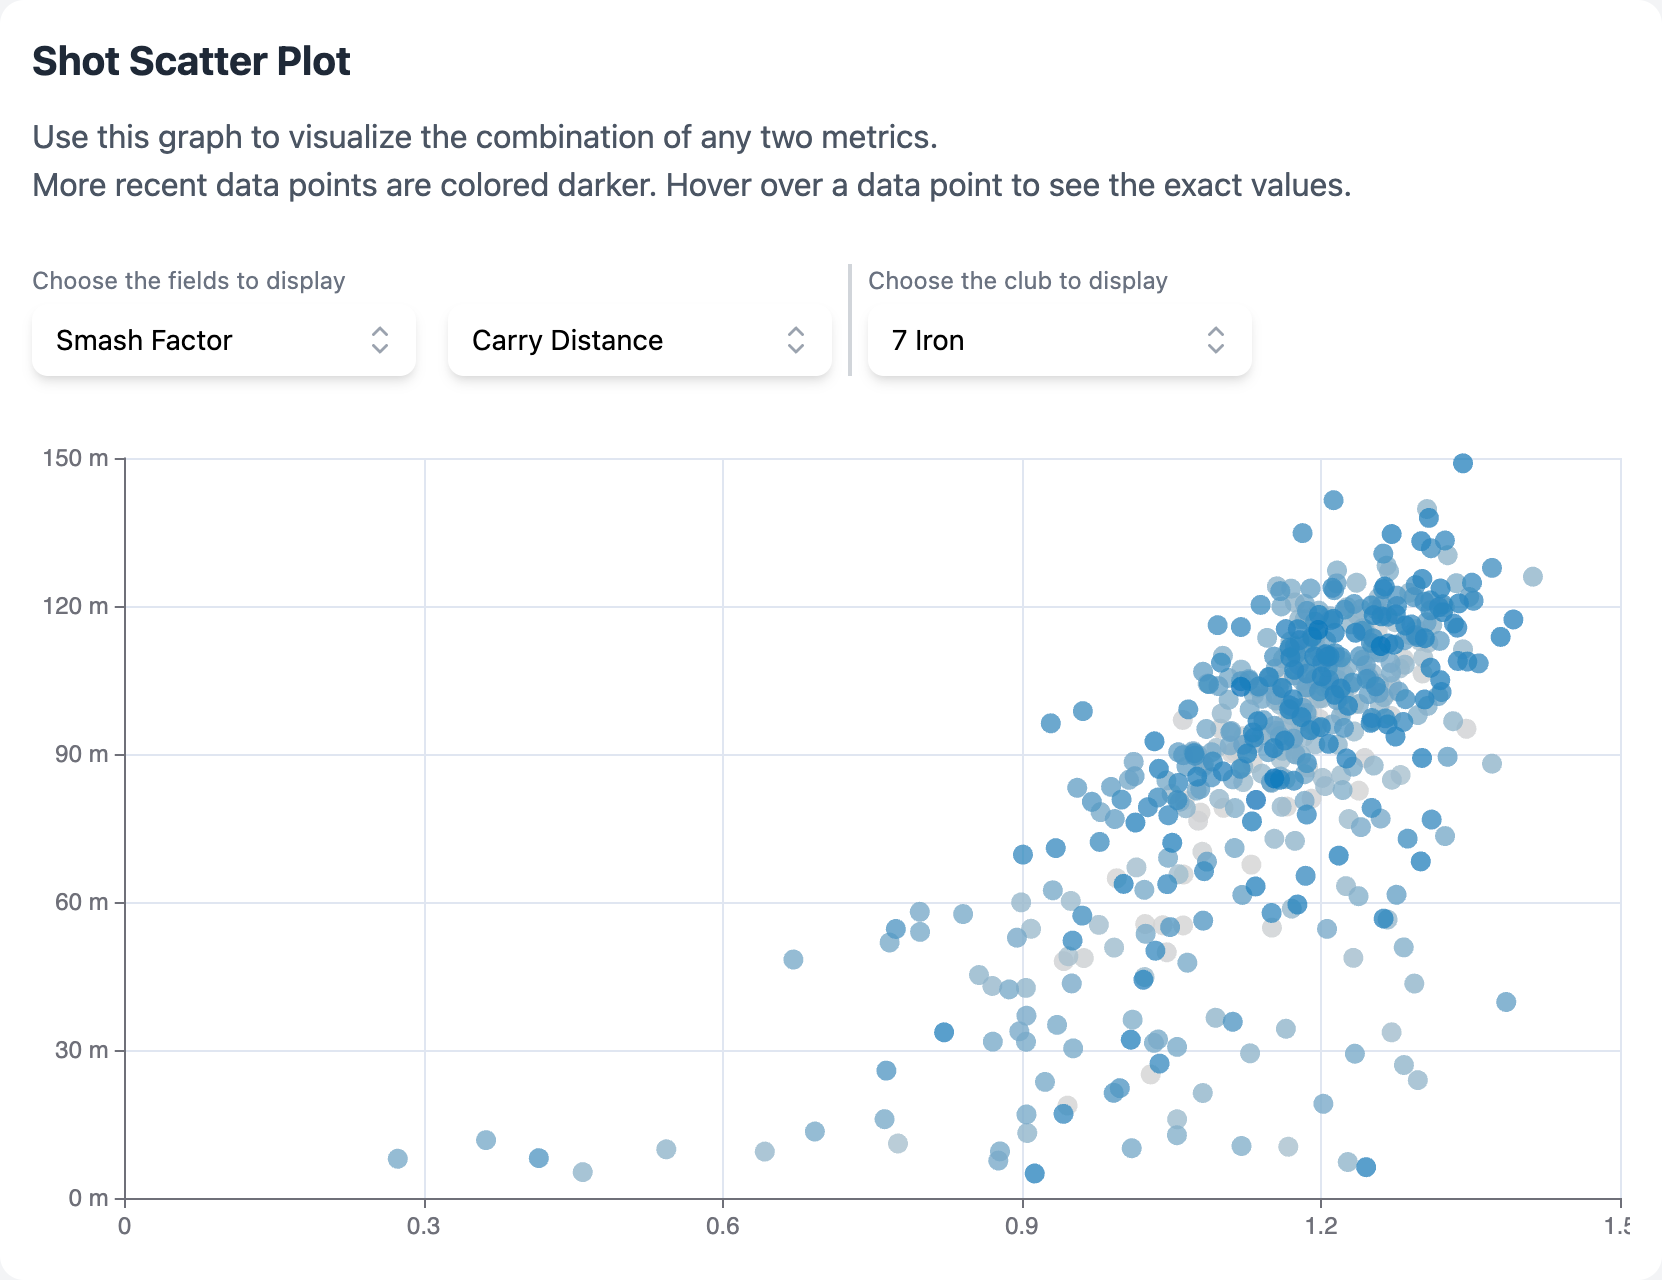 Shot Scatter Plot
Use this graph to visualize the combination of any two metrics.
More recent data points are colored darker. Hover over a data point to see the exact values.
Choose the fields to display
Choose the club to display
Smash Factor
Carry Distance
7 Iron
150 m
120 m
90 m
60 m
30 m
0 m
0
0.3
0.6
0.9
1.2
1.5